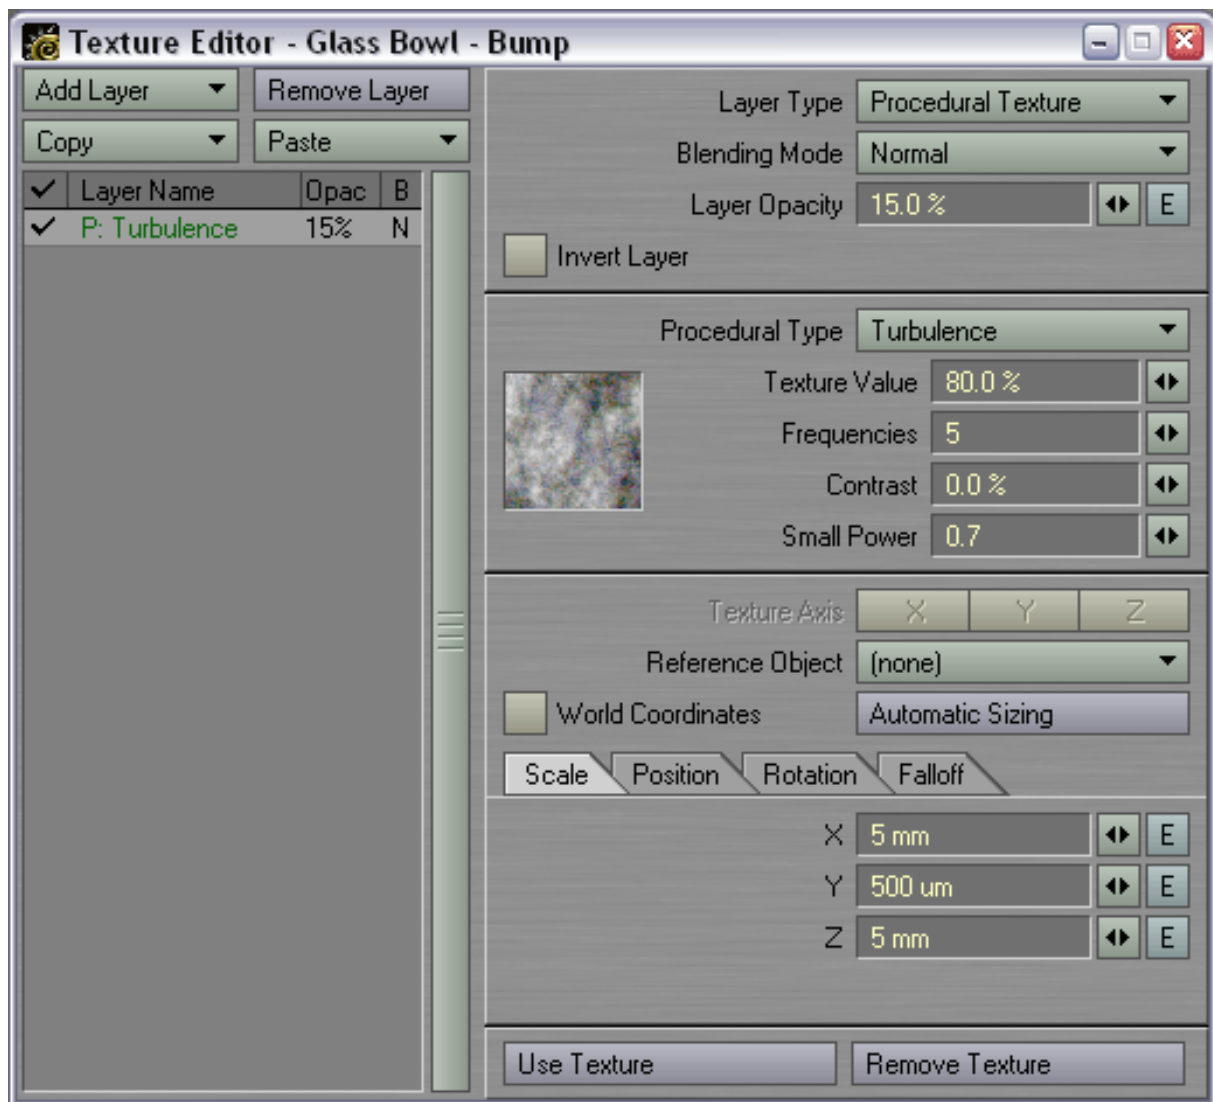 Texture Editor - Glass Bowl - Bump
Add Layer
Remove Layer
Copy
Paste
Layer Name Opac B
P: Turbulence 15% N
Layer Type Procedural Texture
Blending Mode Normal
Layer Opacity 15.0 % E
Invert Layer
Procedural Type Turbulence
Texture Value 80.0 %
Frequencies 5
Contrast 0.0 %
Small Power 0.7
Texture Axis X Y Z
Reference Object (none)
World Coordinates Automatic Sizing
Scale Position Rotation Falloff
X 5 mm E
Y 500 um E
Z 5 mm E
Use Texture Remove Texture